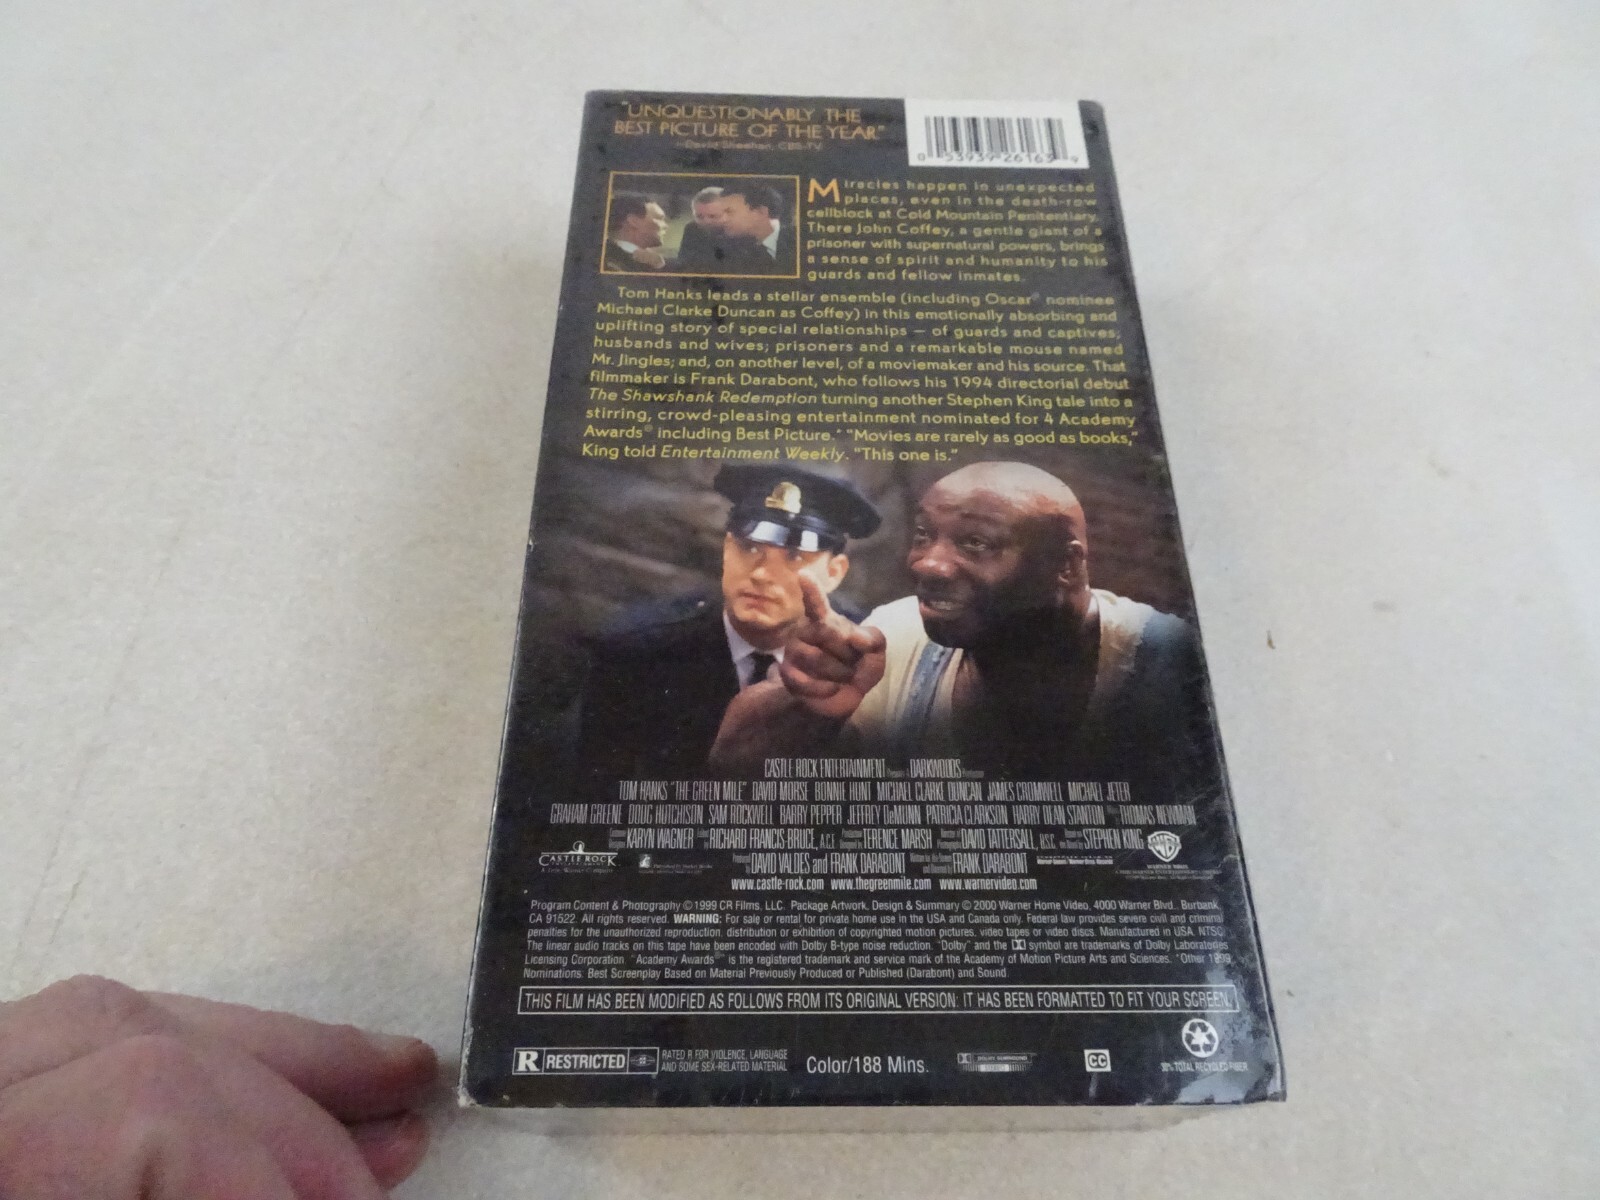 "UNQUESTIONABLY THE
BEST PICTURE OF THE YEAR"
—David Sheehan, CBS-TV
8 53939 26163 9
Miracles happen in unexpected
places, even in the death-row
cellblock at Cold Mountain Penitentiary.
There John Coffey, a gentle giant of a
prisoner with supernatural powers, brings
a sense of spirit and humanity to his
guards and fellow inmates.
Tom Hanks leads a stellar ensemble (including Oscar® nominee
Michael Clarke Duncan as Coffey) in this emotionally absorbing and
uplifting story of special relationships — of guards and captives;
husbands and wives; prisoners and a remarkable mouse named
Mr. Jingles; and, on another level, of a moviemaker and his source. That
filmmaker is Frank Darabont, who follows his 1994 directorial debut
The Shawshank Redemption turning another Stephen King tale into a
stirring, crowd-pleasing entertainment nominated for 4 Academy
Awards® including Best Picture.* "Movies are rarely as good as books,"
King told Entertainment Weekly. "This one is."
CASTLE ROCK ENTERTAINMENT DARKWOODS
TOM HANKS "THE GREEN MILE" DAVID MORSE BONNIE HUNT MICHAEL CLARKE DUNCAN JAMES CROMWELL MICHAEL JETER
GRAHAM GREENE DOUG HUTCHISON SAM ROCKWELL BARRY PEPPER JEFFREY DeMUNN PATRICIA CLARKSON HARRY DEAN STANTON THOMAS NEWMAN
KARYN WAGNER RICHARD FRANCIS-BRUCE, A.C.E. TERENCE MARSH DAVID TATTERSALL, B.S.C. STEPHEN KING
CASTLE ROCK
ENTERTAINMENT
DAVID VALDES and FRANK DARABONT FRANK DARABONT
www.castle-rock.com www.thegreenmile.com www.warnervideo.com
Program Content & Photography © 1999 CR Films, LLC. Package Artwork, Design & Summary © 2000 Warner Home Video, 4000 Warner Blvd., Burbank,
CA 91522. All rights reserved. WARNING: For sale or rental for private home use in the USA and Canada only. Federal law provides severe civil and criminal
penalties for the unauthorized reproduction, distribution or exhibition of copyrighted motion pictures, video tapes or video discs. Manufactured in USA. NTSC.
The linear audio tracks on this tape have been encoded with Dolby B-type noise reduction. "Dolby" and the symbol are trademarks of Dolby Laboratories
Licensing Corporation. "Academy Awards®" is the registered trademark and service mark of the Academy of Motion Picture Arts and Sciences. *Other 1999
Nominations: Best Screenplay Based on Material Previously Produced or Published (Darabont) and Sound.
THIS FILM HAS BEEN MODIFIED AS FOLLOWS FROM ITS ORIGINAL VERSION: IT HAS BEEN FORMATTED TO FIT YOUR SCREEN.
R RESTRICTED
RATED R FOR VIOLENCE, LANGUAGE
AND SOME SEX-RELATED MATERIAL
Color/188 Mins.
DOLBY SURROUND
CC
TOTAL RECYCLED FIBER